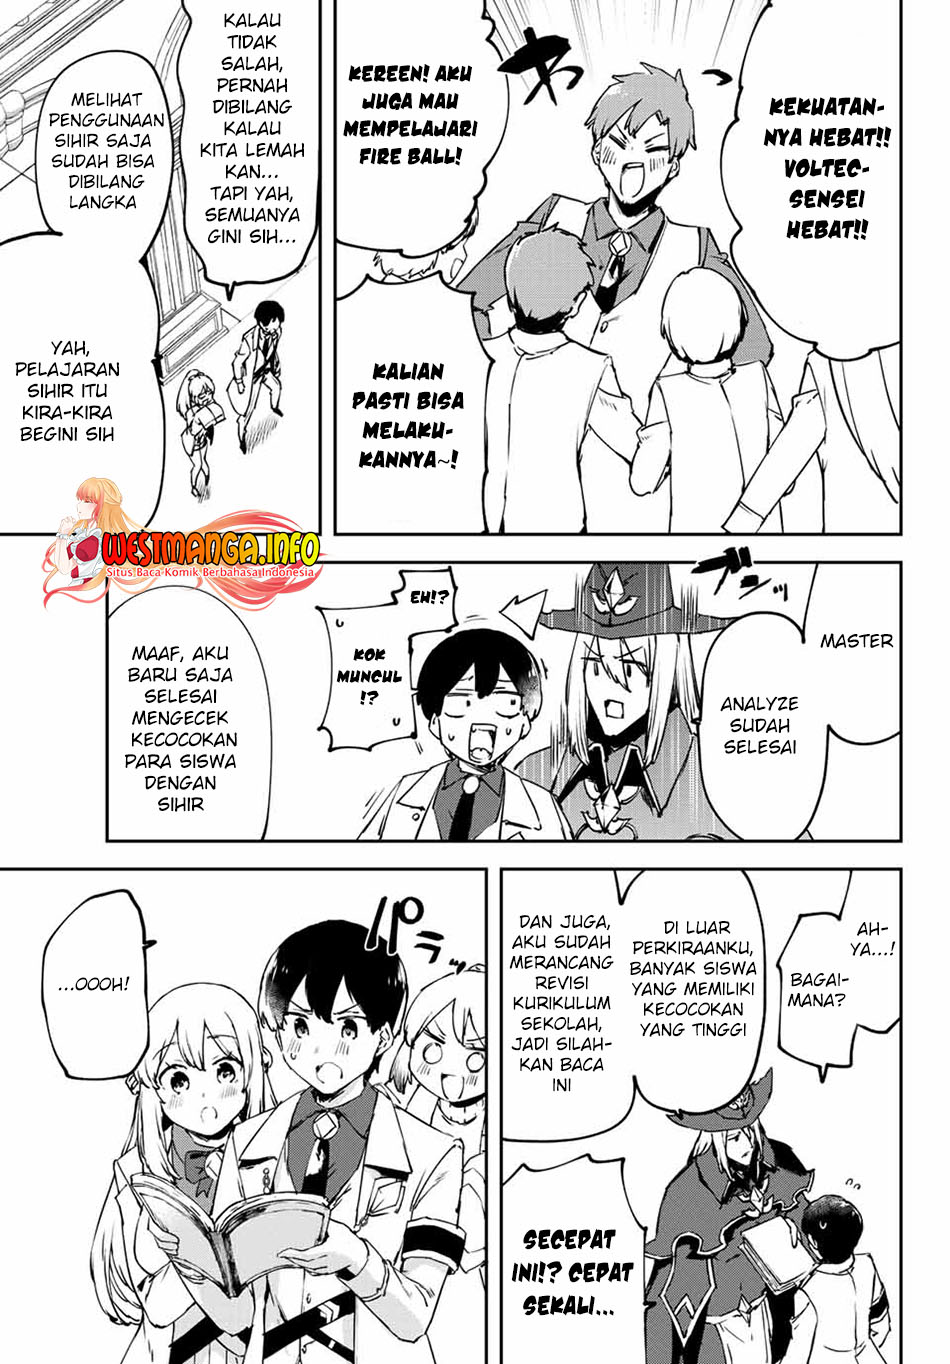 KEKUATAN-
NYA HEBAT!!
VOLTEC-
SENSEI
HEBAT!!
KEREEN! AKU
JUGA MAU
MEMPELAJARI
FIRE BALL!
KALIAN
PASTI BISA
MELAKU-
KANNYA~!
KALAU
TIDAK
SALAH,
PERNAH
DIBILANG
KALAU
KITA LEMAH
KAN...
TAPI YAH,
SEMUANYA
GINI SIH...
MELIHAT
PENGGUNAAN
SIHIR SAJA
SUDAH BISA
DIBILANG
LANGKA
YAH,
PELAJARAN
SIHIR ITU
KIRA-KIRA
BEGINI SIH
WESTMANGA.INFO
Situs Baca Komik Berbahasa Indonesia
MASTER
ANALYZE
SUDAH
SELESAI
EH!?
KOK
MUNCUL
!?
MAAF, AKU
BARU SAJA
SELESAI
MENGECEK
KECOCOKAN
PARA SISWA
DENGAN
SIHIR
AH-
YA...!
BAGAI-
MANA?
DI LUAR
PERKIRAANKU,
BANYAK SISWA
YANG MEMILIKI
KECOCOKAN
YANG TINGGI
DAN JUGA,
AKU SUDAH
MERANCANG
REVISI
KURIKULUM
SEKOLAH,
JADI SILAH-
KAN BACA
INI
SECEPAT
INI!? CEPAT
SEKALI...
パラ
...OOOH!